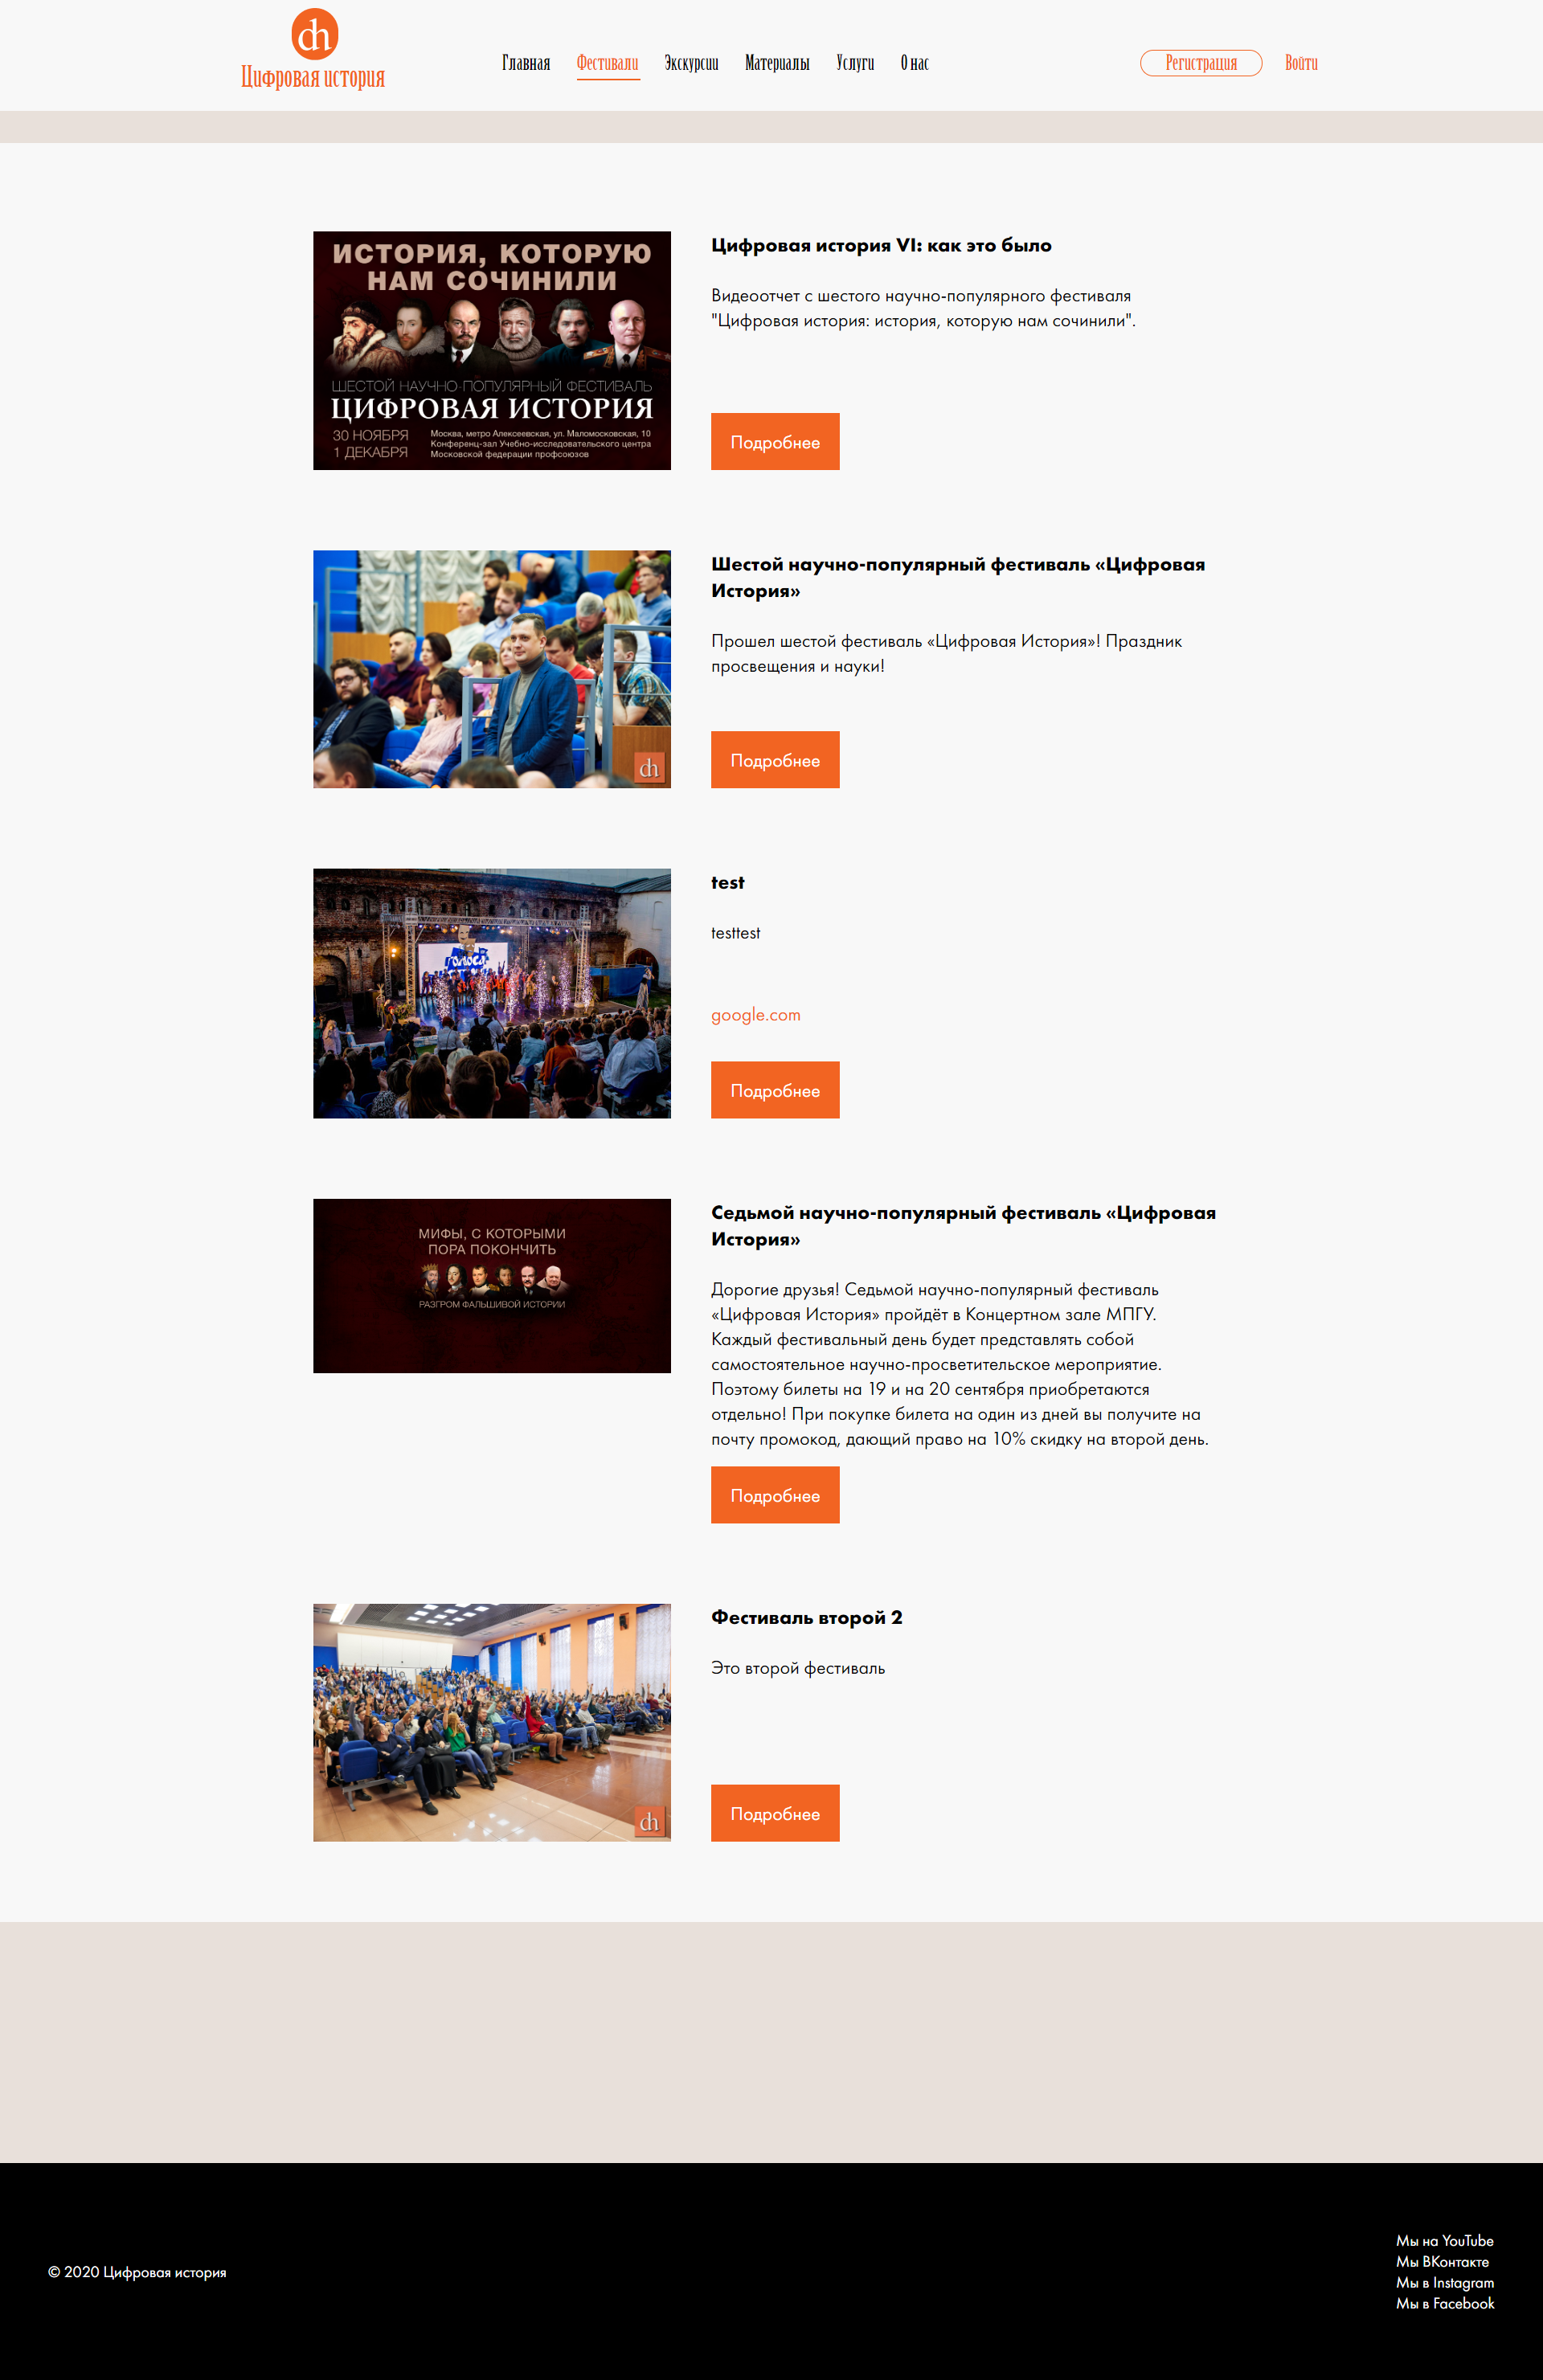 dh
Цифровая история
Главная Фестивали Экскурсии Материалы Услуги О нас
Регистрация Войти
ИСТОРИЯ, КОТОРУЮ
НАМ СОЧИНИЛИ
ШЕСТОЙ НАУЧНО-ПОПУЛЯРНЫЙ ФЕСТИВАЛЬ
ЦИФРОВАЯ ИСТОРИЯ
30 НОЯБРЯ
1 ДЕКАБРЯ
Москва, метро Алексеевская, ул. Маломосковская, 10
Конференц-зал Учебно-исследовательского центра
Московской федерации профсоюзов
Цифровая история VI: как это было
Видеоотчет с шестого научно-популярного фестиваля
"Цифровая история: история, которую нам сочинили".
Подробнее
dh
Шестой научно-популярный фестиваль «Цифровая
История»
Прошел шестой фестиваль «Цифровая История»! Праздник
просвещения и науки!
Подробнее
голоса
test
testtest
google.com
Подробнее
МИФЫ, С КОТОРЫМИ
ПОРА ПОКОНЧИТЬ
РАЗГРОМ ФАЛЬШИВОЙ ИСТОРИИ
Седьмой научно-популярный фестиваль «Цифровая
История»
Дорогие друзья! Седьмой научно-популярный фестиваль
«Цифровая История» пройдёт в Концертном зале МПГУ.
Каждый фестивальный день будет представлять собой
самостоятельное научно-просветительское мероприятие.
Поэтому билеты на 19 и на 20 сентября приобретаются
отдельно! При покупке билета на один из дней вы получите на
почту промокод, дающий право на 10% скидку на второй день.
Подробнее
dh
Фестиваль второй 2
Это второй фестиваль
Подробнее
© 2020 Цифровая история
Мы на YouTube
Мы ВКонтакте
Мы в Instagram
Мы в Facebook